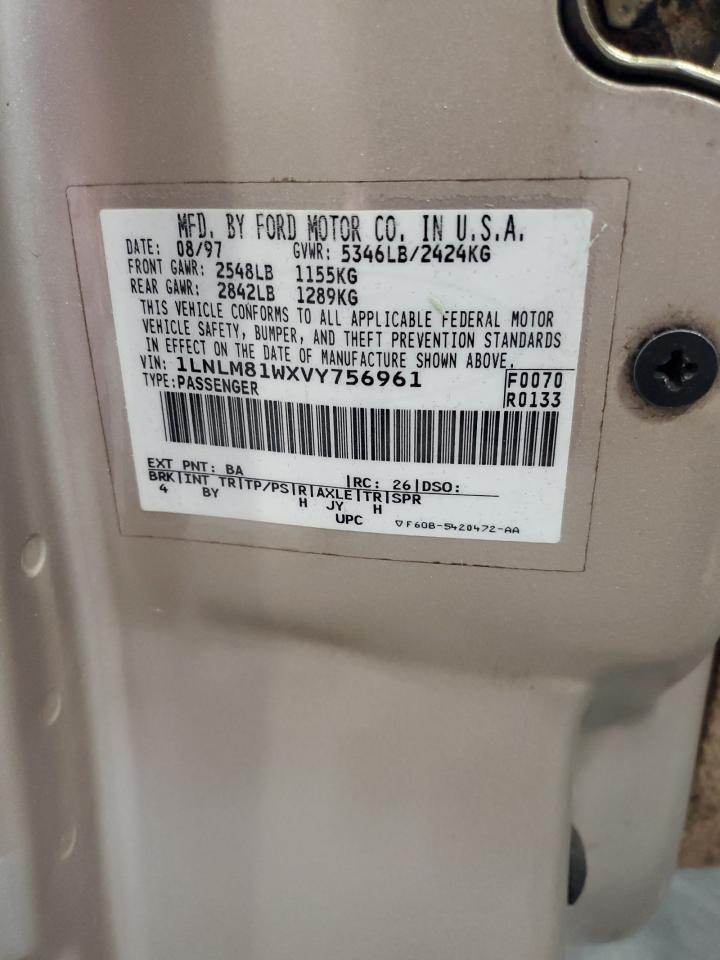 MFD. BY FORD MOTOR CO. IN U.S.A.
DATE: 08/97 GVWR: 5346LB/2424KG
FRONT GAWR: 2548LB 1155KG
REAR GAWR: 2842LB 1289KG
THIS VEHICLE CONFORMS TO ALL APPLICABLE FEDERAL MOTOR
VEHICLE SAFETY, BUMPER, AND THEFT PREVENTION STANDARDS
IN EFFECT ON THE DATE OF MANUFACTURE SHOWN ABOVE.
VIN: 1LNLM81WXVY756961 F0070
TYPE:PASSENGER R0133
EXT PNT: BA |RC: 26|DSO:
BRK|INT TR|TP/PS|R|AXLE|TR|SPR
4 BY H JY H
UPC ▽F60B-5420472-AA